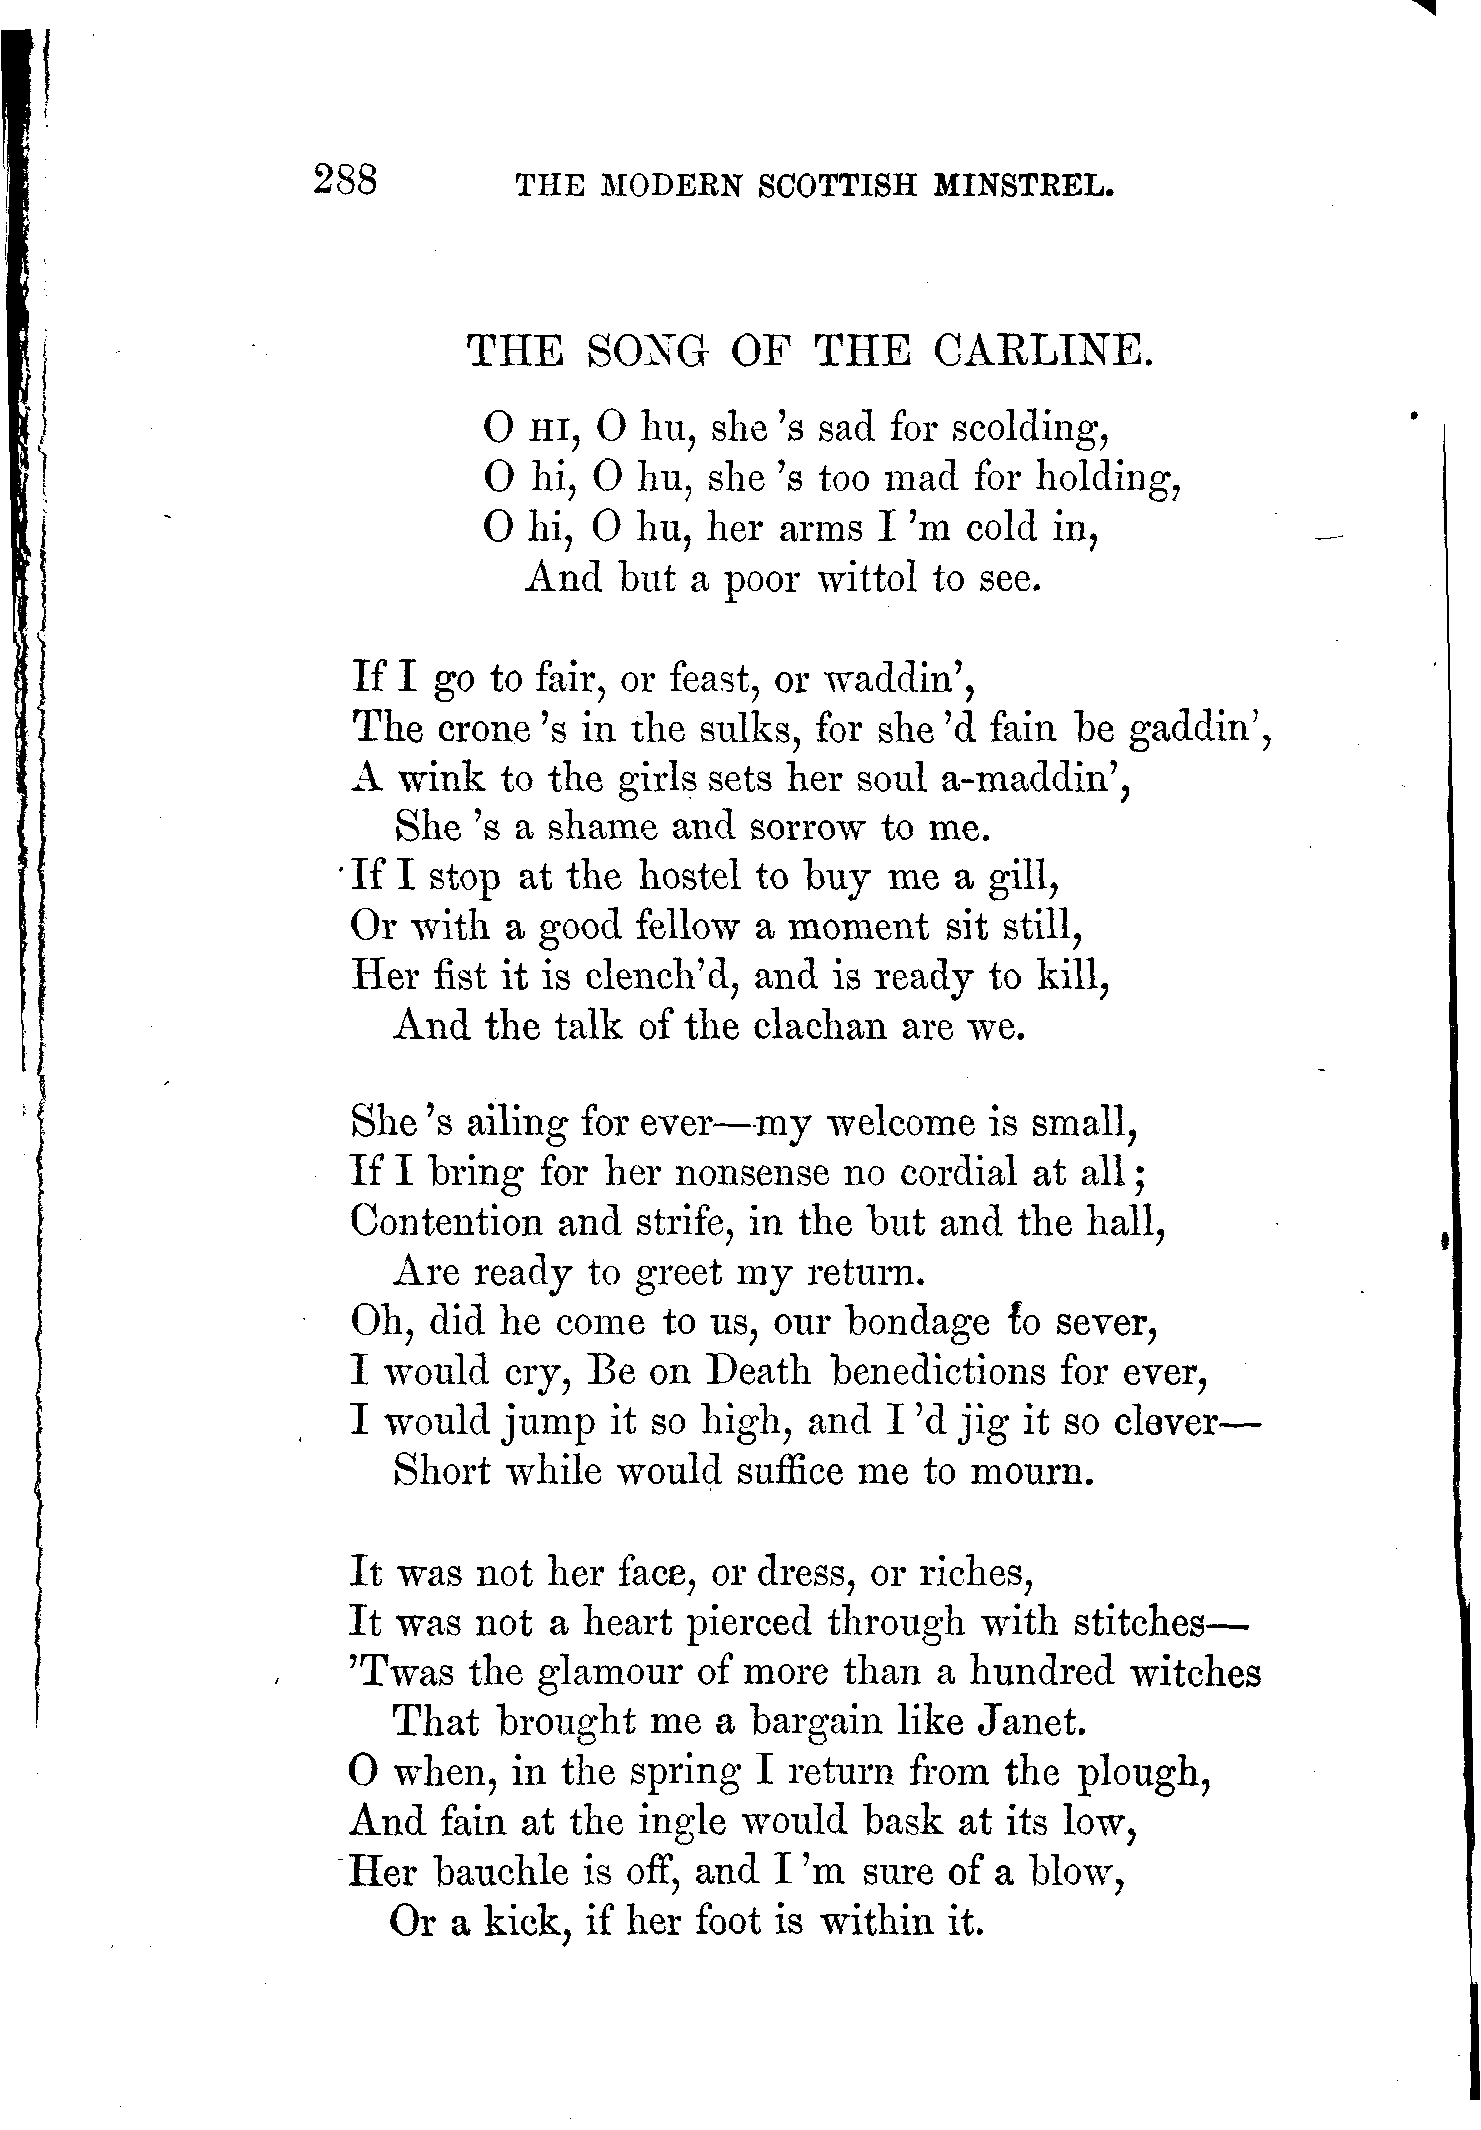 288 THE MODERN SCOTTISH MINSTREL.
THE SONG OF THE CARLINE.
O HI, O hu, she 's sad for scolding,
O hi, O hu, she 's too mad for holding,
O hi, O hu, her arms I 'm cold in,
And but a poor wittol to see.
If I go to fair, or feast, or waddin',
The crone 's in the sulks, for she 'd fain be gaddin',
A wink to the girls sets her soul a-maddin',
She 's a shame and sorrow to me.
If I stop at the hostel to buy me a gill,
Or with a good fellow a moment sit still,
Her fist it is clench'd, and is ready to kill,
And the talk of the clachan are we.
She 's ailing for ever—my welcome is small,
If I bring for her nonsense no cordial at all;
Contention and strife, in the but and the hall,
Are ready to greet my return.
Oh, did he come to us, our bondage to sever,
I would cry, Be on Death benedictions for ever,
I would jump it so high, and I 'd jig it so clever—
Short while would suffice me to mourn.
It was not her face, or dress, or riches,
It was not a heart pierced through with stitches—
'Twas the glamour of more than a hundred witches
That brought me a bargain like Janet.
O when, in the spring I return from the plough,
And fain at the ingle would bask at its low,
Her bauchle is off, and I 'm sure of a blow,
Or a kick, if her foot is within it.